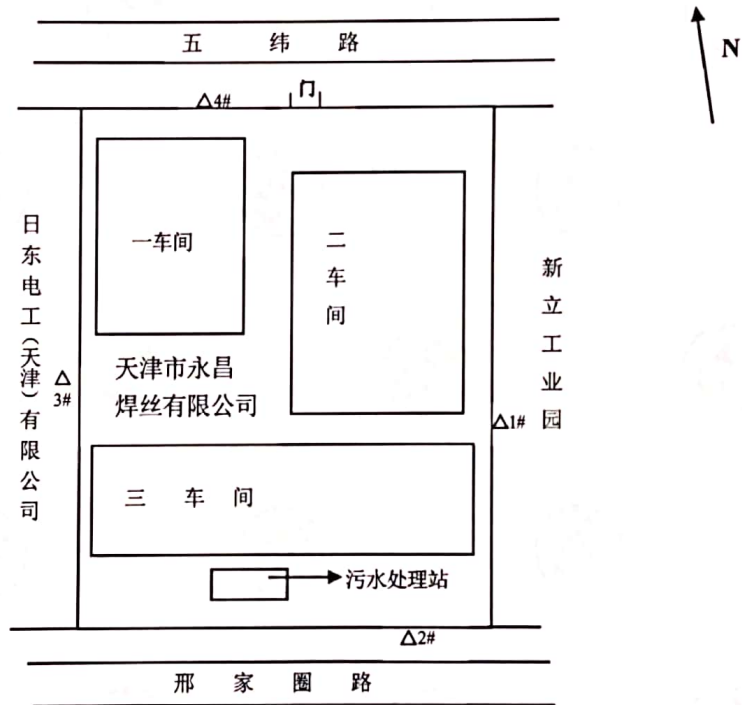 五 纬 路
N
△4#
门
一车间
二车间
日东电工（天津）有限公司
新立工业园
天津市永昌
焊丝有限公司
△
3#
△1#
三 车 间
污水处理站
△2#
邢 家 圈 路